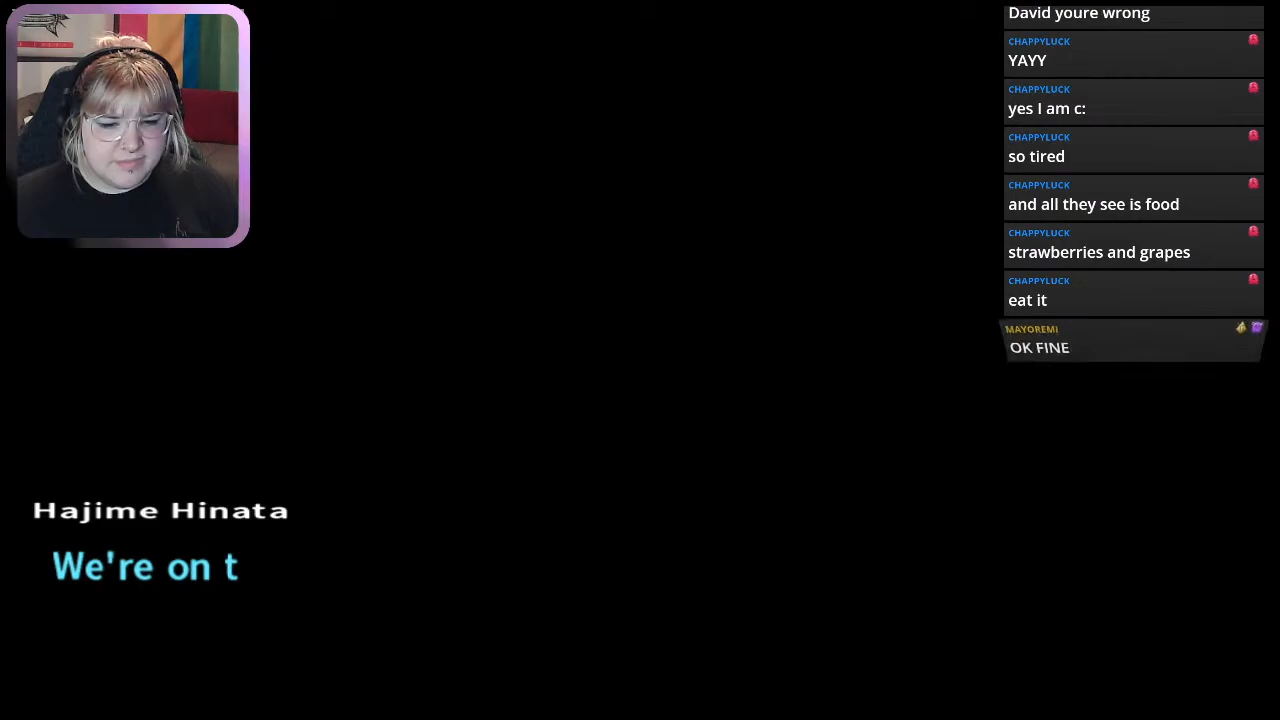 David youre wrong
CHAPPYLUCK
YAYY
CHAPPYLUCK
yes I am c:
CHAPPYLUCK
so tired
CHAPPYLUCK
and all they see is food
CHAPPYLUCK
strawberries and grapes
CHAPPYLUCK
eat it
MAYOREMI
OK FINE
Hajime Hinata
We're on t